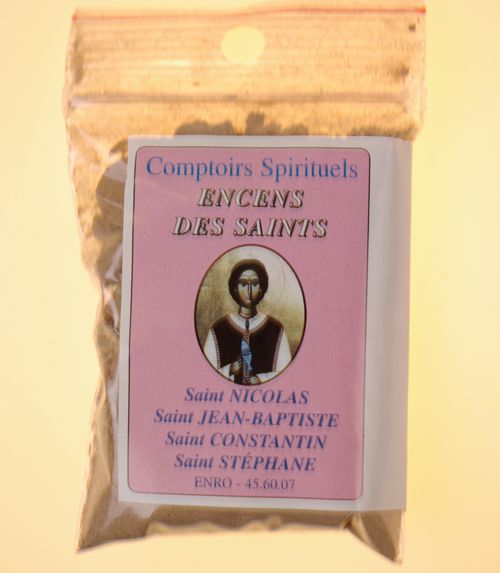 Comptoirs Spirituels
ENCENS
DES SAINTS
Saint NICOLAS
Saint JEAN-BAPTISTE
Saint CONSTANTIN
Saint STÉPHANE
ENRO - 45.60.07